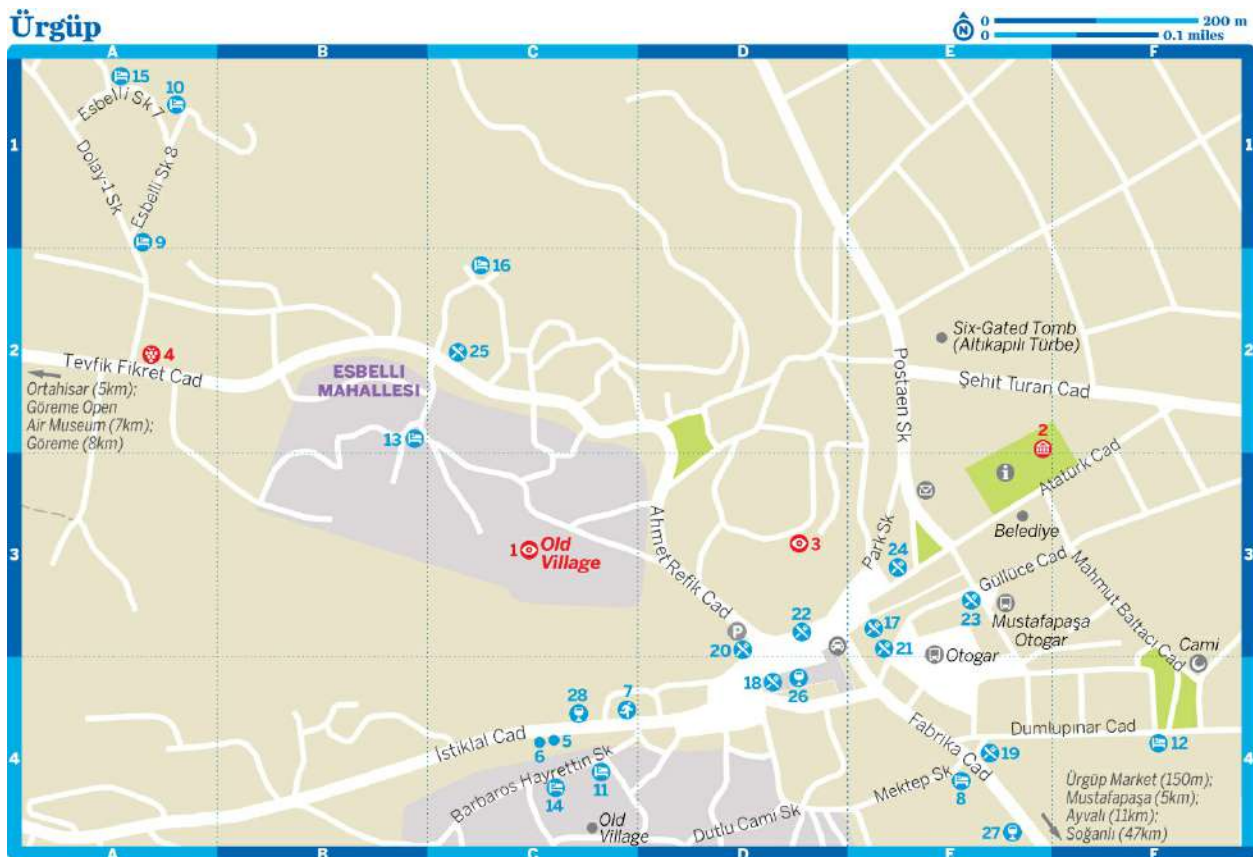 Ürgüp
N
0
200 m
0
0.1 miles
A
B
C
D
E
F
15
10
Esbelli Sk 7
1
1
Dolay-1 Sk
Esbelli Sk 8
9
16
Six-Gated Tomb
(Altıkapılı Türbe)
2
2
4
25
Tevfik Fikret Cad
ESBELLI
MAHALLESI
Postaen Sk
Şehit Turan Cad
Ortahisar (5km);
Göreme Open
Air Museum (7km);
Göreme (8km)
13
2
i
Atatürk Cad
Belediye
3
3
1
Old
Village
Ahmet Refik Cad
3
Park Sk
24
Güllüce Cad
Mahmut Baltacı Cad
P
22
17
23
Mustafapaşa
Otogar
20
21
Otogar
Cami
18
26
28
7
İstiklal Cad
6
5
Fabrika Cad
Dumlupınar Cad
12
19
4
4
Barbaros Hayrettin Sk
11
14
Mektep Sk
8
Old
Village
Dutlu Cami Sk
27
Ürgüp Market (150m);
Mustafapaşa (5km);
Ayvalı (11km);
Soğanlı (47km)
A
B
C
D
E
F